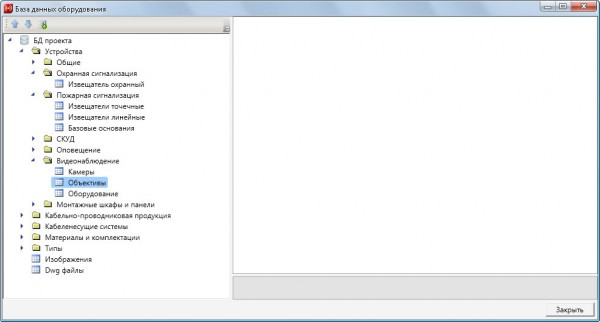 База данных оборудования
БД проекта
Устройства
Общие
Охранная сигнализация
Извещатель охранный
Пожарная сигнализация
Извещатели точечные
Извещатели линейные
Базовые основания
СКУД
Оповещение
Видеонаблюдение
Камеры
Объективы
Оборудование
Монтажные шкафы и панели
Кабельно-проводниковая продукция
Кабеленесущие системы
Материалы и комплектации
Типы
Изображения
Dwg файлы
Закрыть